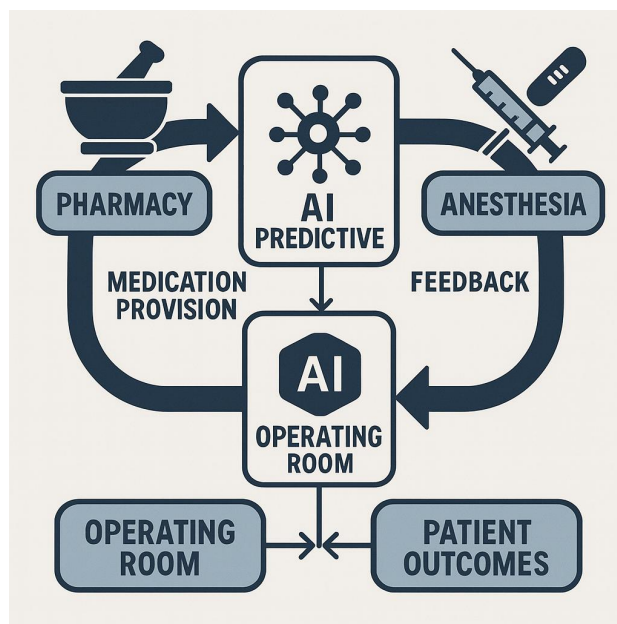 AI
PREDICTIVE
PHARMACY
ANESTHESIA
MEDICATION
PROVISION
FEEDBACK
AI
OPERATING
ROOM
OPERATING
ROOM
PATIENT
OUTCOMES